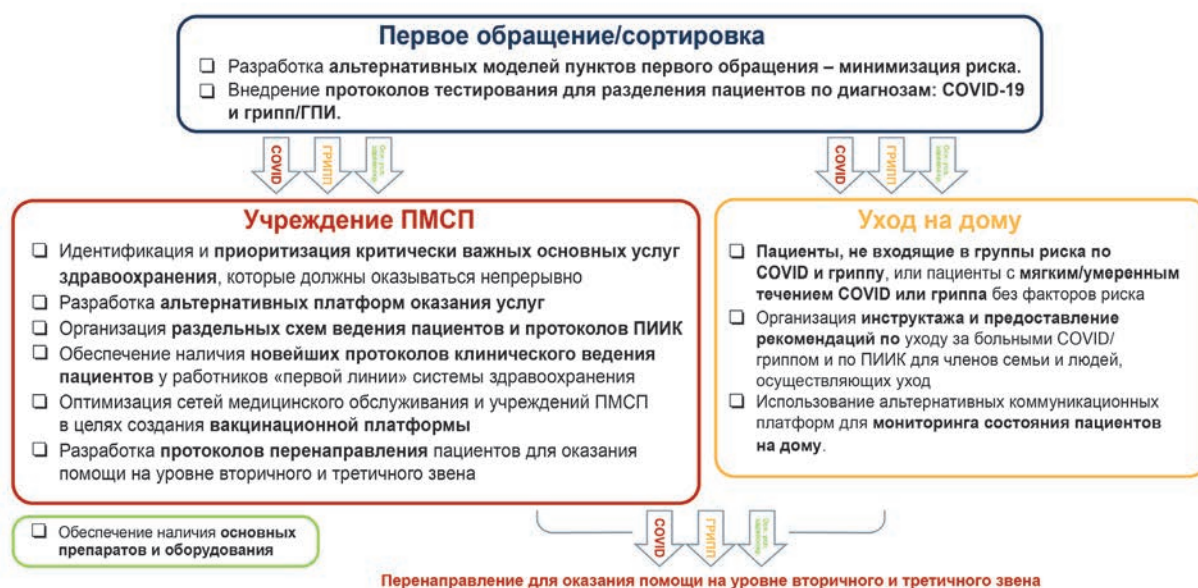 Первое обращение/сортировка
❑ Разработка альтернативных моделей пунктов первого обращения – минимизация риска.
❑ Внедрение протоколов тестирования для разделения пациентов по диагнозам: COVID-19
и грипп/ГПИ.
COVID
ГРИПП
COVID
ГРИПП
Учреждение ПМСП
❑ Идентификация и приоритизация критически важных основных услуг
здравоохранения, которые должны оказываться непрерывно
❑ Разработка альтернативных платформ оказания услуг
❑ Организация раздельных схем ведения пациентов и протоколов ПИИК
❑ Обеспечение наличия новейших протоколов клинического ведения
пациентов у работников «первой линии» системы здравоохранения
❑ Оптимизация сетей медицинского обслуживания и учреждений ПМСП
в целях создания вакцинационной платформы
❑ Разработка протоколов перенаправления пациентов для оказания
помощи на уровне вторичного и третичного звена
Уход на дому
❑ Пациенты, не входящие в группы риска по
COVID и гриппу, или пациенты с мягким/умеренным
течением COVID или гриппа без факторов риска
❑ Организация инструктажа и предоставление
рекомендаций по уходу за больными COVID/
гриппом и по ПИИК для членов семьи и людей,
осуществляющих уход
❑ Использование альтернативных коммуникационных
платформ для мониторинга состояния пациентов
на дому.
❑ Обеспечение наличия основных
препаратов и оборудования
COVID
ГРИПП
Перенаправление для оказания помощи на уровне вторичного и третичного звена